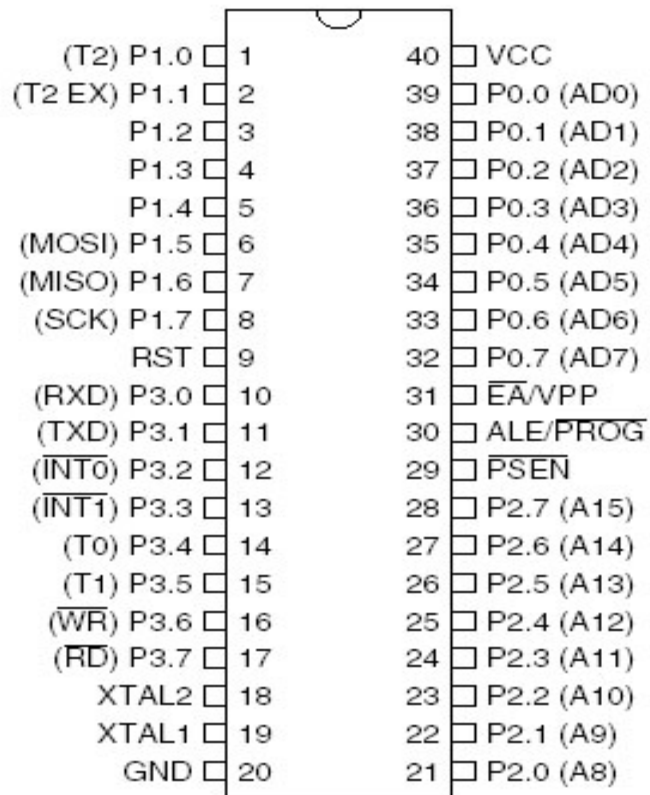 (T2) P1.0 1 40 VCC
(T2 EX) P1.1 2 39 P0.0 (AD0)
P1.2 3 38 P0.1 (AD1)
P1.3 4 37 P0.2 (AD2)
P1.4 5 36 P0.3 (AD3)
(MOSI) P1.5 6 35 P0.4 (AD4)
(MISO) P1.6 7 34 P0.5 (AD5)
(SCK) P1.7 8 33 P0.6 (AD6)
RST 9 32 P0.7 (AD7)
(RXD) P3.0 10 31 E̅A̅/VPP
(TXD) P3.1 11 30 ALE/P̅R̅O̅G̅
(I̅N̅T̅0̅) P3.2 12 29 P̅S̅E̅N̅
(I̅N̅T̅1̅) P3.3 13 28 P2.7 (A15)
(T0) P3.4 14 27 P2.6 (A14)
(T1) P3.5 15 26 P2.5 (A13)
(W̅R̅) P3.6 16 25 P2.4 (A12)
(R̅D̅) P3.7 17 24 P2.3 (A11)
XTAL2 18 23 P2.2 (A10)
XTAL1 19 22 P2.1 (A9)
GND 20 21 P2.0 (A8)